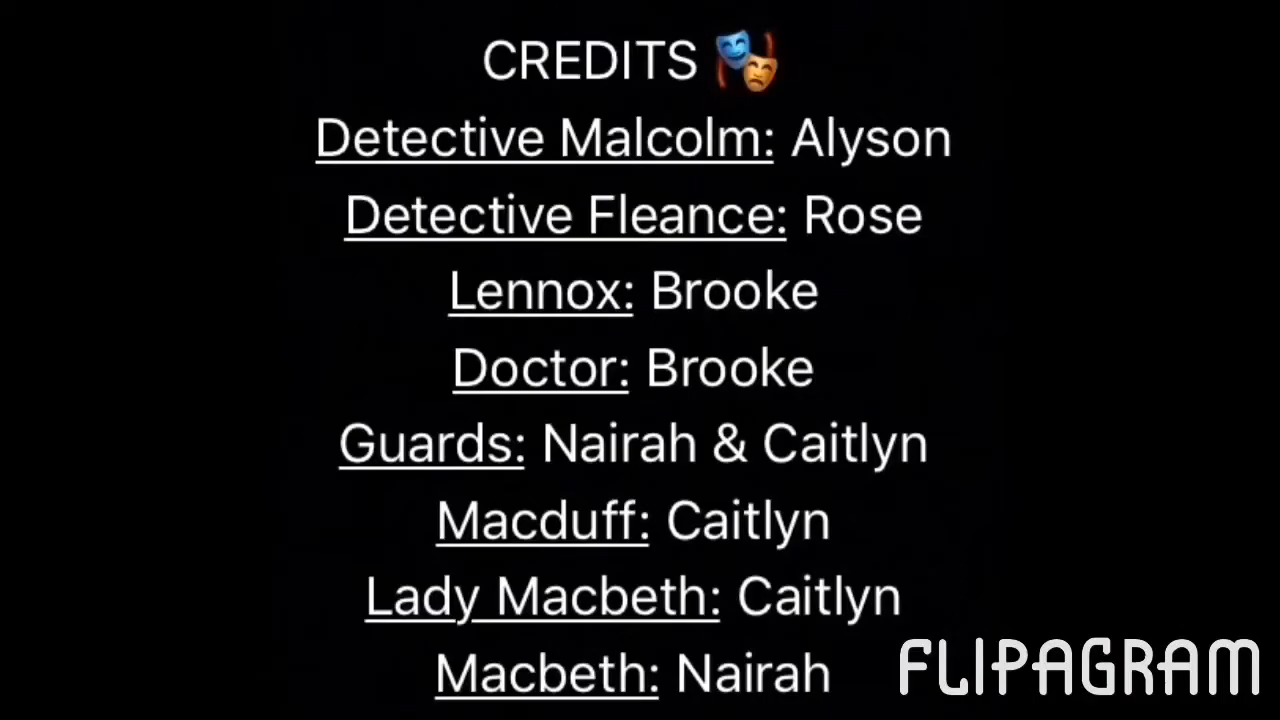 CREDITS 🎭
Detective Malcolm: Alyson
Detective Fleance: Rose
Lennox: Brooke
Doctor: Brooke
Guards: Nairah & Caitlyn
Macduff: Caitlyn
Lady Macbeth: Caitlyn
Macbeth: Nairah
FLIPAGRAM